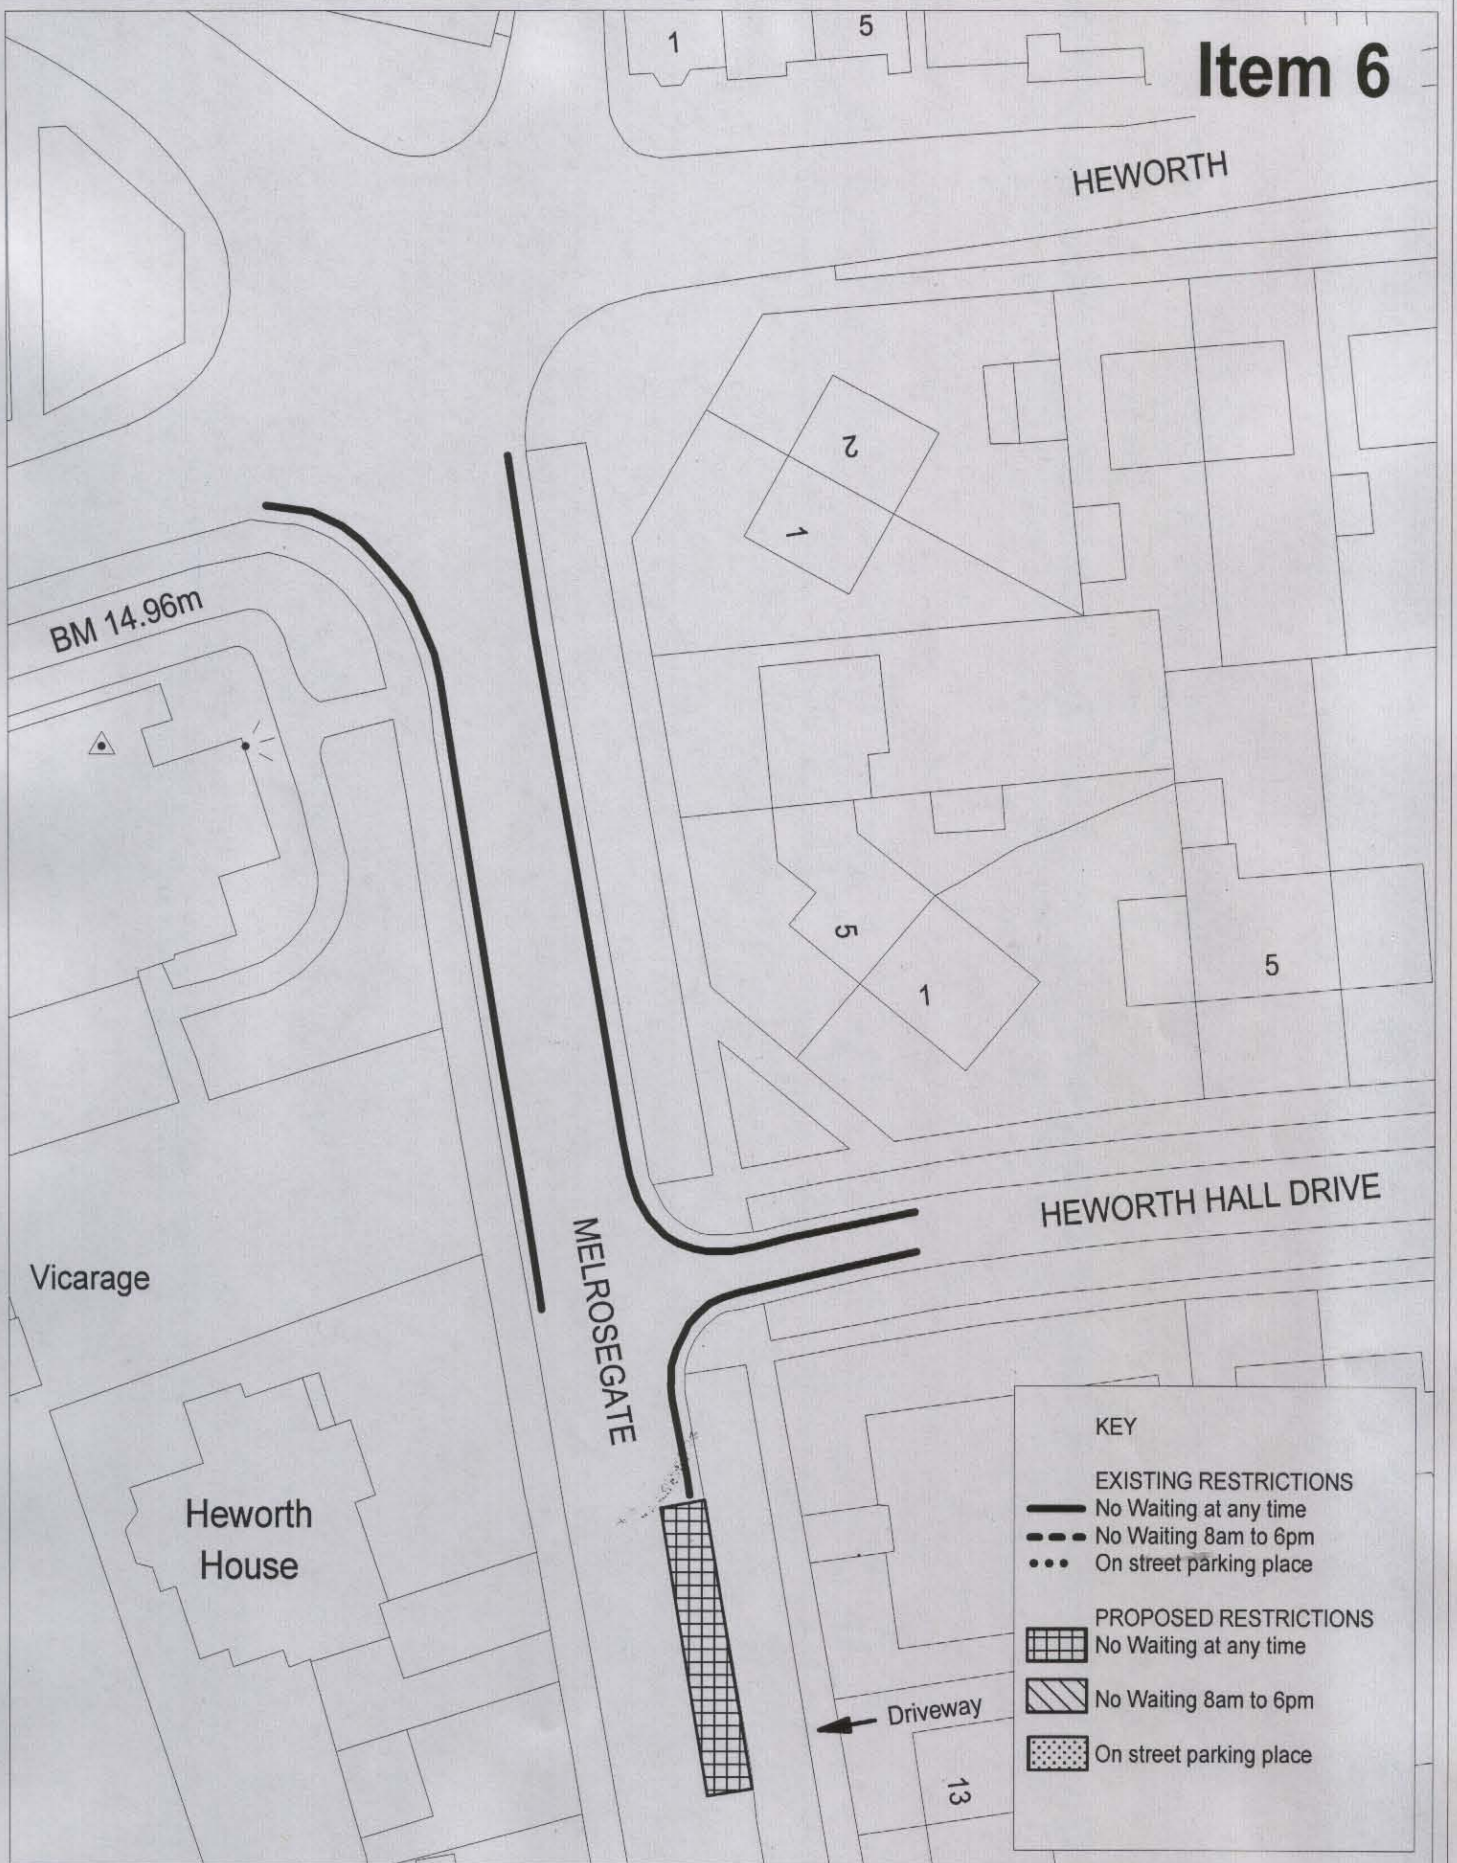 1
5
Item 6
HEWORTH
2
1
BM 14.96m
5
1
5
HEWORTH HALL DRIVE
MELROSEGATE
Vicarage
Heworth
House
Driveway
13
KEY
EXISTING RESTRICTIONS
No Waiting at any time
No Waiting 8am to 6pm
On street parking place
PROPOSED RESTRICTIONS
No Waiting at any time
No Waiting 8am to 6pm
On street parking place